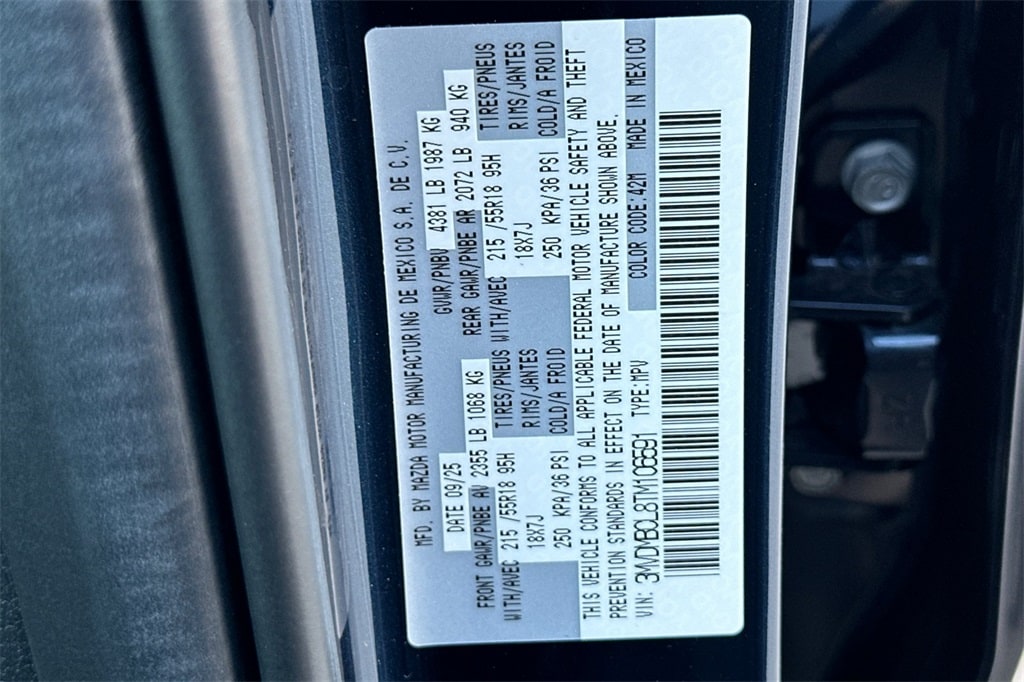 MFD. BY MAZDA MOTOR MANUFACTURING DE MEXICO S.A. DE C.V.
DATE 09/25 GVWR/PNBV 4381 LB 1987 KG
FRONT GAWR/PNBE AV 2355 LB 1068 KG REAR GAWR/PNBE AR 2072 LB 940 KG
WITH/AVEC 215 /55R18 95H TIRES/PNEUS WITH/AVEC 215 /55R18 95H TIRES/PNEUS
18X7J RIMS/JANTES 18X7J RIMS/JANTES
250 KPA/36 PSI COLD/A FROID 250 KPA/36 PSI COLD/A FROID
THIS VEHICLE CONFORMS TO ALL APPLICABLE FEDERAL MOTOR VEHICLE SAFETY AND THEFT
PREVENTION STANDARDS IN EFFECT ON THE DATE OF MANUFACTURE SHOWN ABOVE.
VIN: 3MVDMBCL8TM106591 TYPE:MPV COLOR CODE:42M MADE IN MEXICO